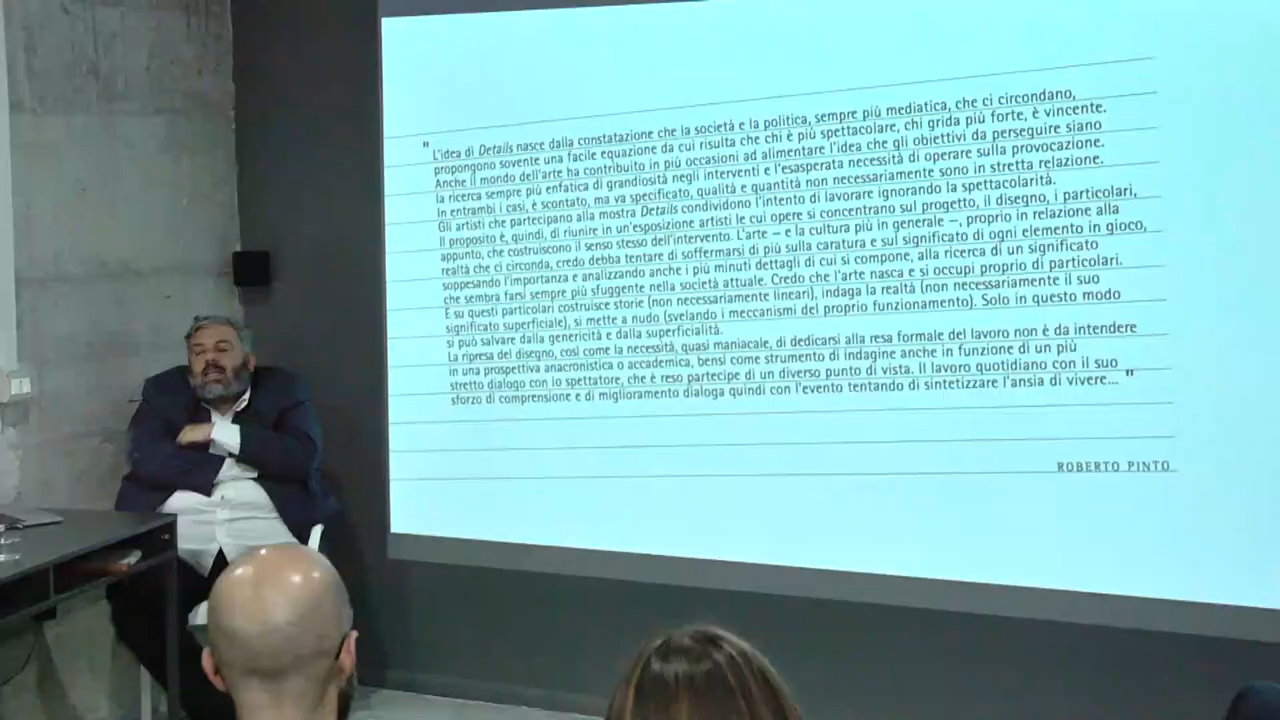 "L'idea di Details nasce dalla constatazione che la società e la politica, sempre più mediatica, che ci circondano,
propongono sovente una facile equazione da cui risulta che chi è più spettacolare, chi grida più forte, è vincente.
Anche il mondo dell'arte ha contribuito in più occasioni ad alimentare l'idea che gli obiettivi da perseguire siano
la ricerca sempre più enfatica di grandiosità negli interventi e l'esasperata necessità di operare sulla provocazione.
In entrambi i casi, è scontato, ma va specificato, qualità e quantità non necessariamente sono in stretta relazione.
Gli artisti che partecipano alla mostra Details condividono l'intento di lavorare ignorando la spettacolarità.
Il proposito è, quindi, di riunire in un'esposizione artisti le cui opere si concentrano sul progetto, il disegno, i particolari,
appunto, che costruiscono il senso stesso dell'intervento. L'arte – e la cultura più in generale –, proprio in relazione alla
realtà che ci circonda, credo debba tentare di soffermarsi di più sulla caratura e sul significato di ogni elemento in gioco,
soppesando l'importanza e analizzando anche i più minuti dettagli di cui si compone, alla ricerca di un significato
che sembra farsi sempre più sfuggente nella società attuale. Credo che l'arte nasca e si occupi proprio di particolari.
E su questi particolari costruisce storie (non necessariamente lineari), indaga la realtà (non necessariamente il suo
significato superficiale), si mette a nudo (svelando i meccanismi del proprio funzionamento). Solo in questo modo
si può salvare dalla genericità e dalla superficialità.
La ripresa del disegno, così come la necessità, quasi maniacale, di dedicarsi alla resa formale del lavoro non è da intendere
in una prospettiva anacronistica o accademica, bensì come strumento di indagine anche in funzione di un più
stretto dialogo con lo spettatore, che è reso partecipe di un diverso punto di vista. Il lavoro quotidiano con il suo
sforzo di comprensione e di miglioramento dialoga quindi con l'evento tentando di sintetizzare l'ansia di vivere... "
ROBERTO PINTO